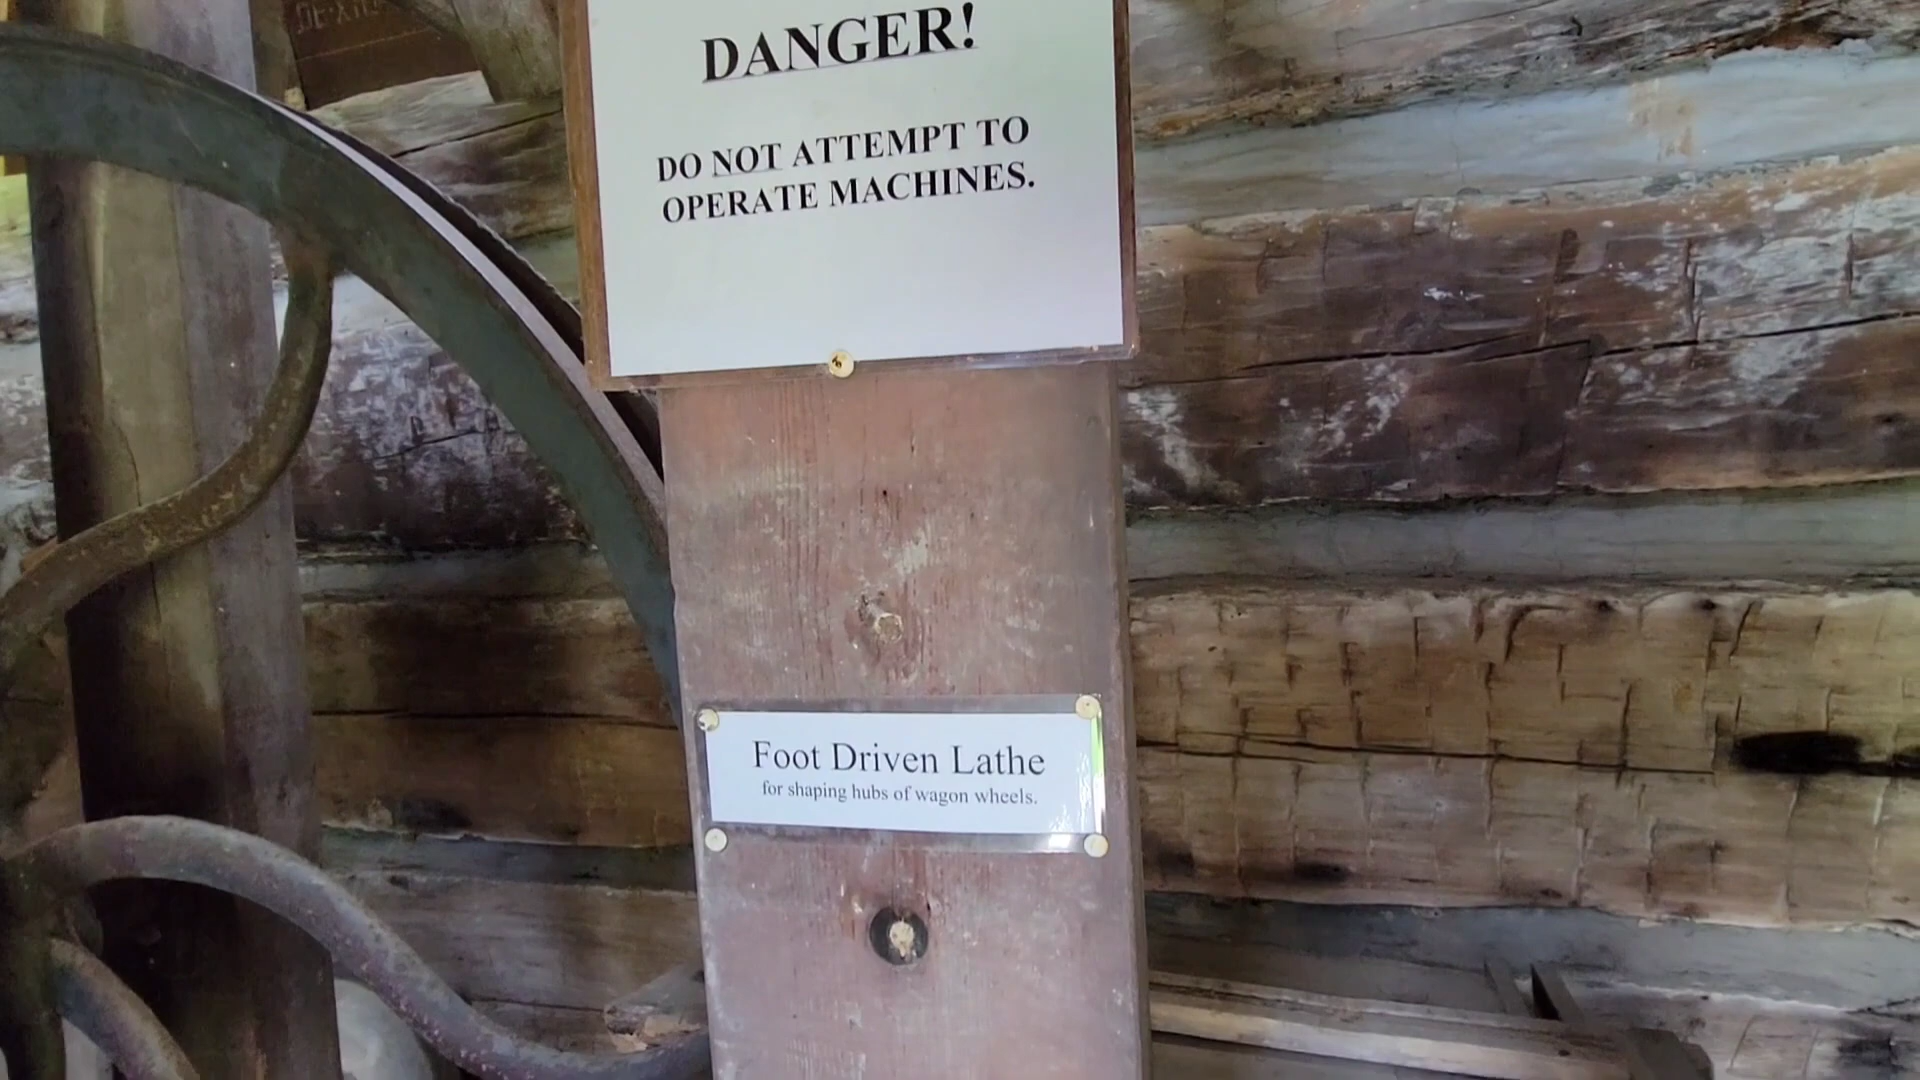 DANGER!
DO NOT ATTEMPT TO
OPERATE MACHINES.
Foot Driven Lathe
for shaping hubs of wagon wheels.